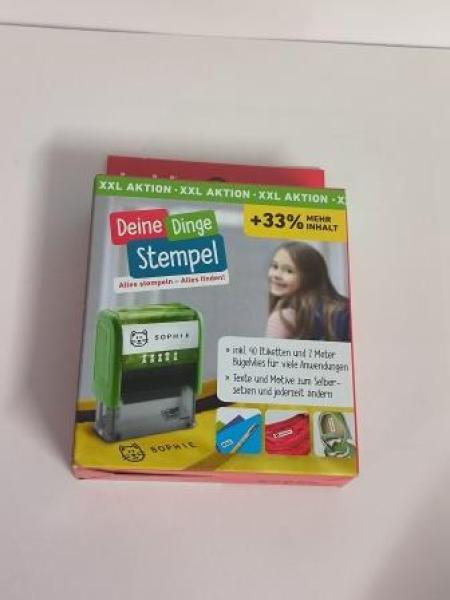 XXL AKTION · XXL AKTION · XXL AKTION · X
+33% MEHR
INHALT
Deine Dinge
Stempel
Alles stempeln – Alles finden!
SOPHIE
» inkl. 40 Etiketten und 2 Meter
Bügelvlies für viele Anwendungen
» Texte und Motive zum Selber-
setzen und jederzeit ändern
SOPHIE